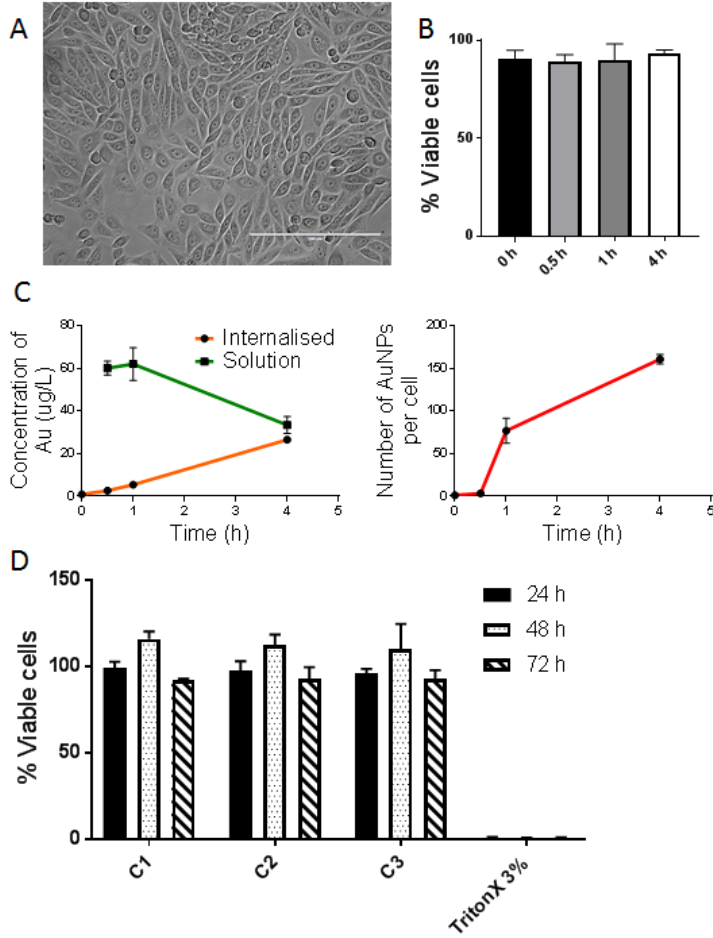 A
B
% Viable cells
100
50
0
0 h
0.5 h
1 h
4 h
C
Concentration of
Au (ug/L)
80
60
40
20
0
Internalised
Solution
0
1
2
3
4
5
Time (h)
Number of AuNPs
per cell
200
150
100
50
0
0
1
2
3
4
5
Time (h)
D
% Viable cells
150
100
50
0
24 h
48 h
72 h
C1
C2
C3
TritonX 3%